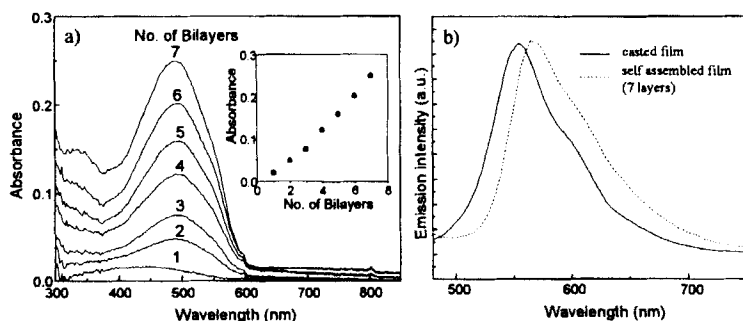 a)
No. of Bilayers
7
6
5
4
3
2
1
0.3
0.2
0.1
0.0
300 400 500 600 700 800
Absorbance
Wavelength (nm)
0.3
0.2
0.1
0.0
0 2 4 6 8
Absorbance
No. of Bilayers
b)
casted film
self assembled film
(7 layers)
Emission intensity (a.u.)
500 600 700
Wavelength (nm)